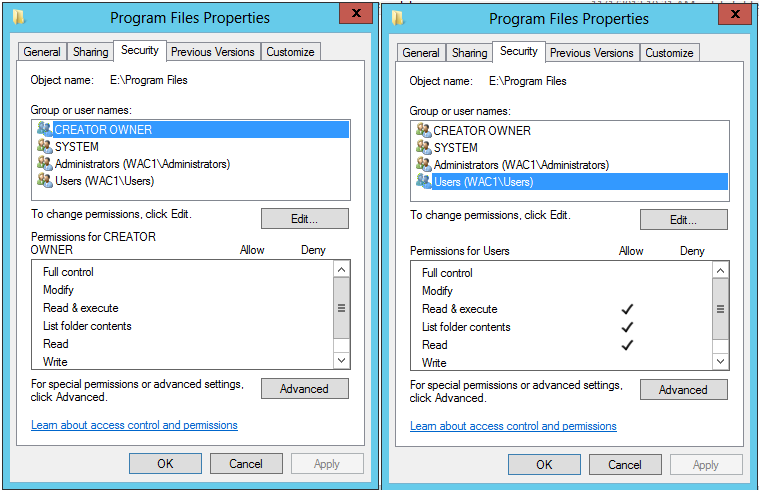 Program Files Properties
X
General Sharing Security Previous Versions Customize
Object name: E:\Program Files
Group or user names:
CREATOR OWNER
SYSTEM
Administrators (WAC1\Administrators)
Users (WAC1\Users)
To change permissions, click Edit.
Edit...
Permissions for CREATOR
OWNER Allow Deny
Full control
Modify
Read & execute
List folder contents
Read
Write
For special permissions or advanced settings,
click Advanced.
Advanced
Learn about access control and permissions
OK Cancel Apply
Program Files Properties
X
General Sharing Security Previous Versions Customize
Object name: E:\Program Files
Group or user names:
CREATOR OWNER
SYSTEM
Administrators (WAC1\Administrators)
Users (WAC1\Users)
To change permissions, click Edit.
Edit...
Permissions for Users Allow Deny
Full control
Modify
Read & execute
List folder contents
Read
Write
For special permissions or advanced settings,
click Advanced.
Advanced
Learn about access control and permissions
OK Cancel Apply